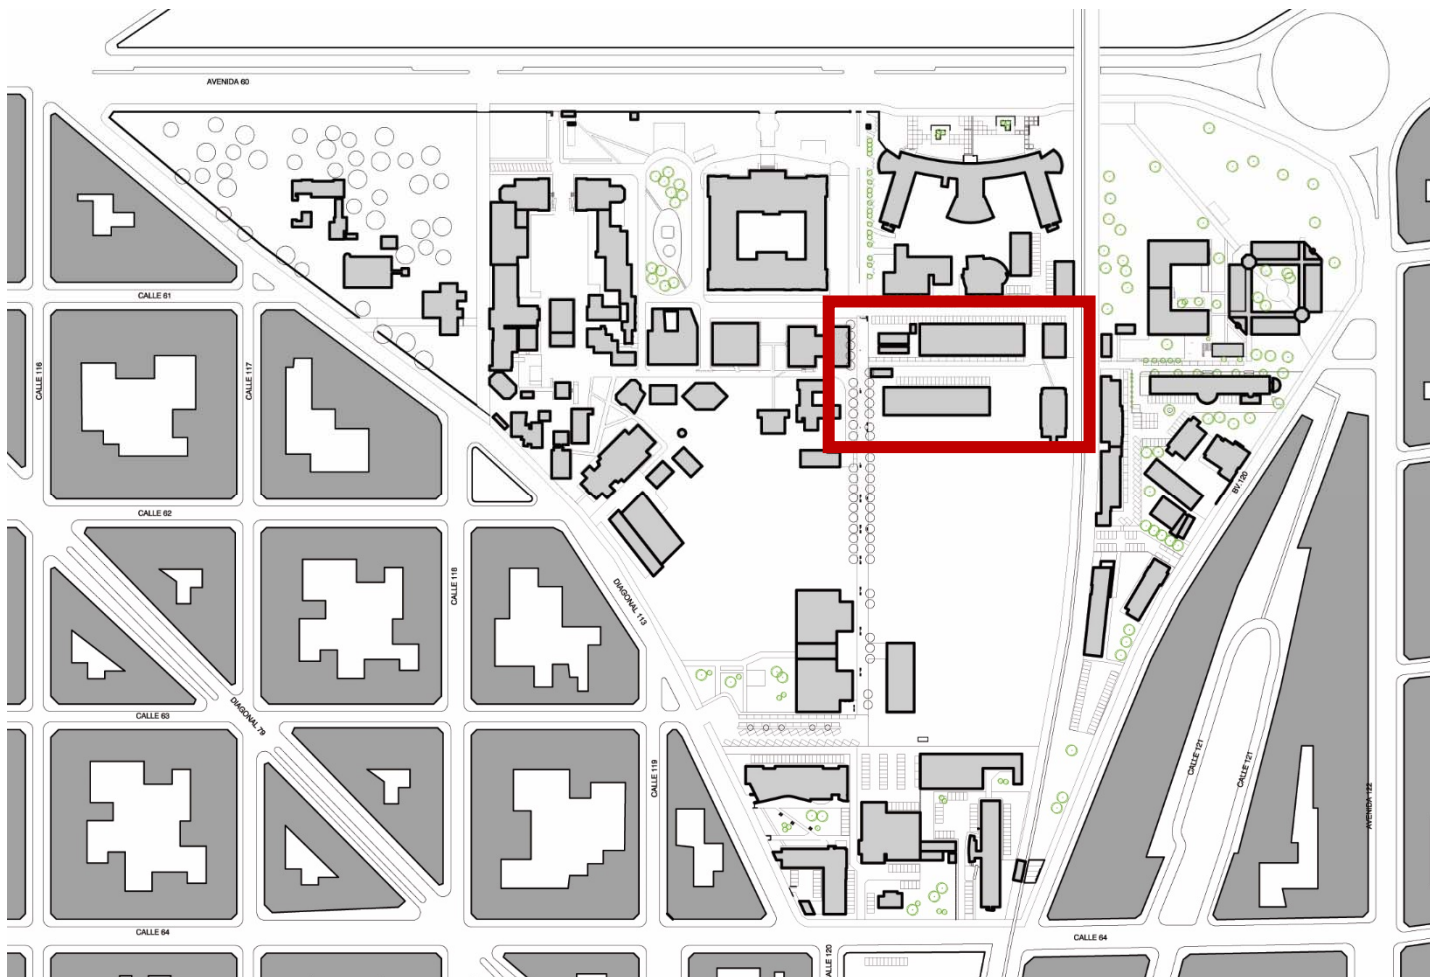 AVENIDA 60
CALLE 61
CALLE 116
CALLE 117
CALLE 62
CALLE 118
DIAGONAL 113
BV.120
CALLE 63
DIAGONAL 79
CALLE 119
CALLE 121
CALLE 121
AVENIDA 122
CALLE 64
CALLE 120
CALLE 64